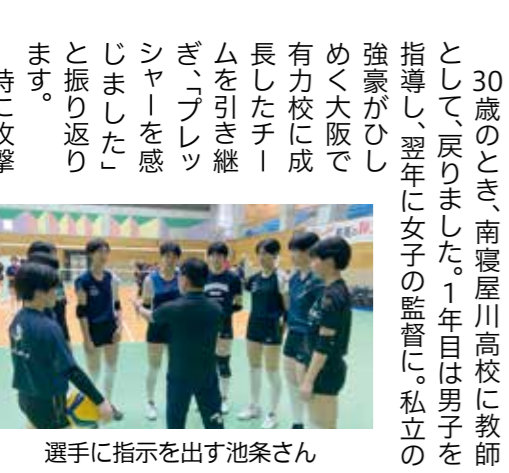 30歳のとき、南寝屋川高校に教師
として、戻りました。1年目は男子を
指導し、翌年に女子の監督に。私立の
強豪がひし
めく大阪で
有力校に成
長したチー
ムを引き継
ぎ、「プレッ
シャーを感
じました」
と振り返り
ます。
選手に指示を出す池条さん